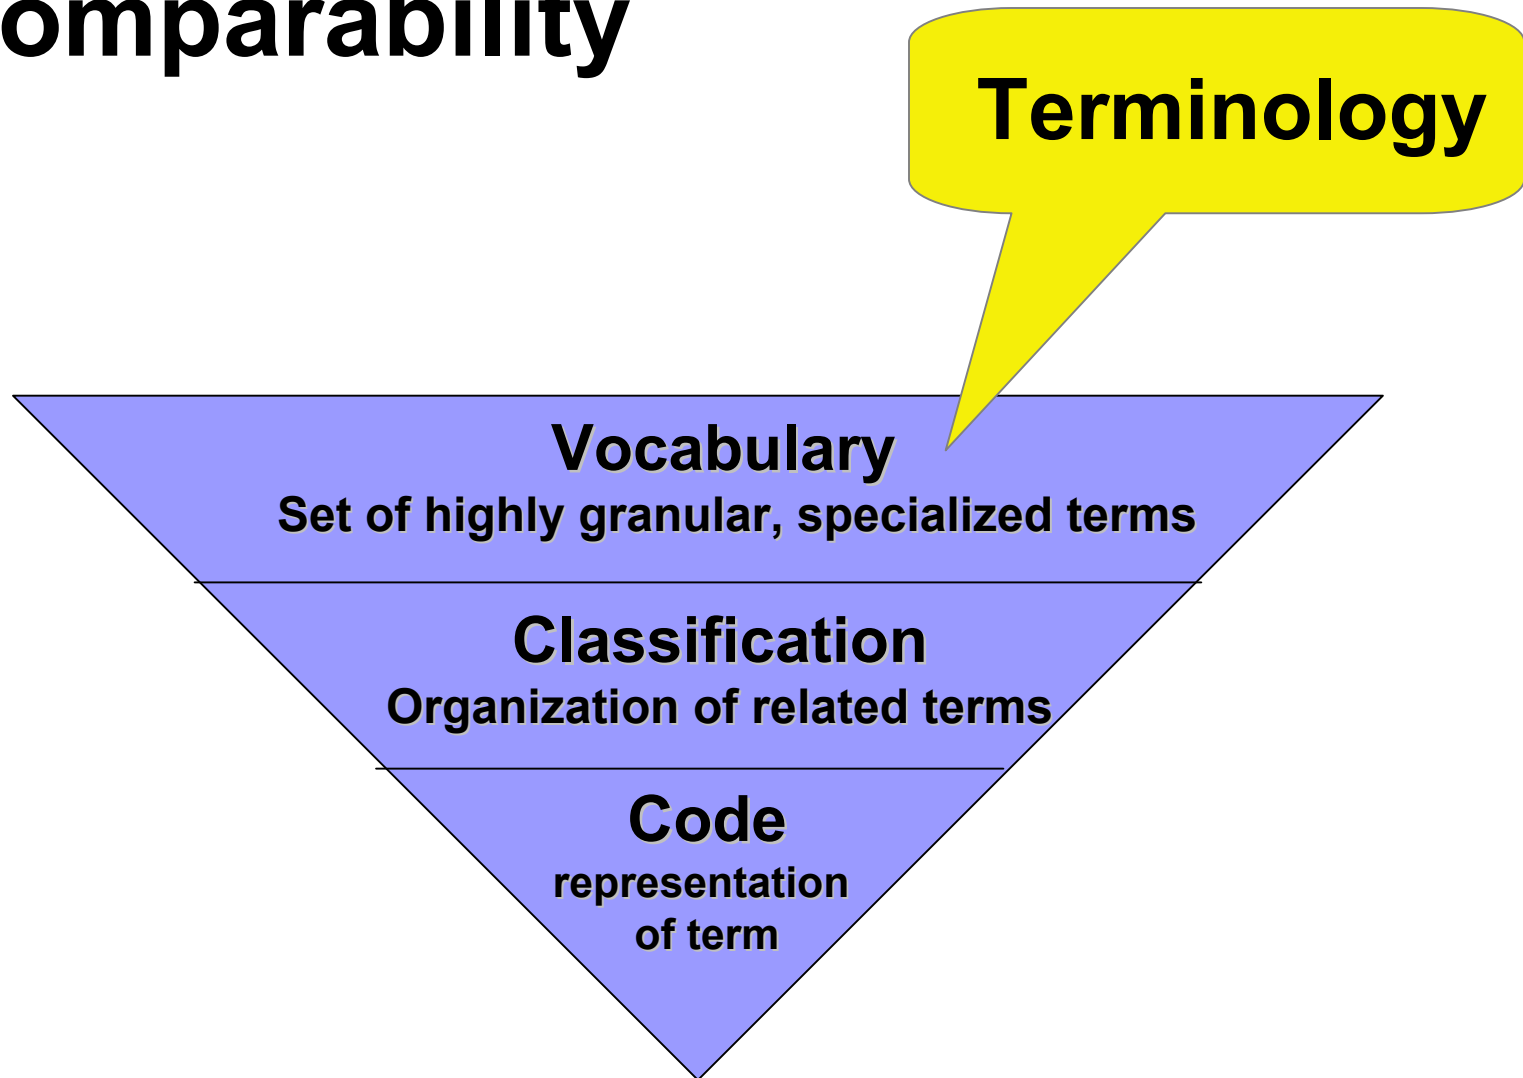 omparability
Terminology
Vocabulary
Set of highly granular, specialized terms
Classification
Organization of related terms
Code
representation
of term